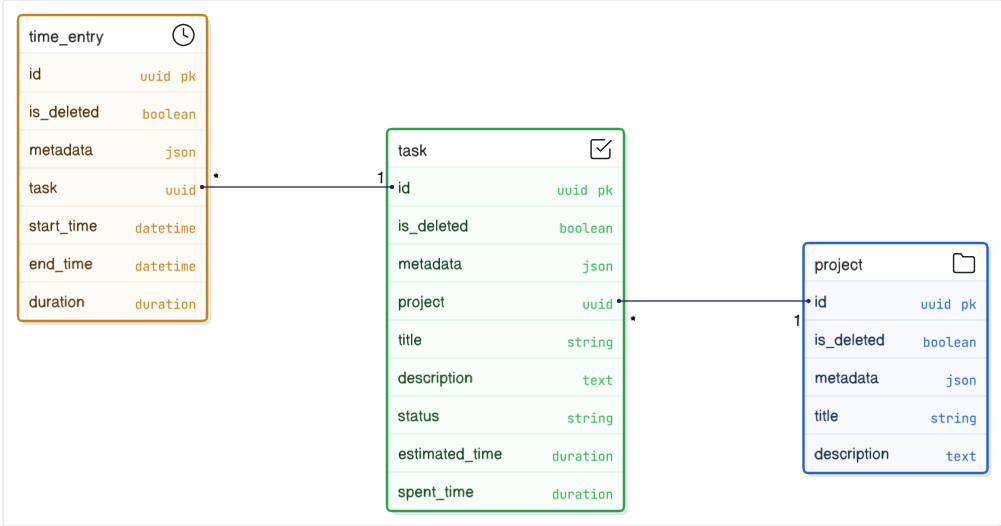 time_entry
id uuid pk
is_deleted boolean
metadata json
task uuid
start_time datetime
end_time datetime
duration duration
* 1
task
id uuid pk
is_deleted boolean
metadata json
project uuid
title string
description text
status string
estimated_time duration
spent_time duration
* 1
project
id uuid pk
is_deleted boolean
metadata json
title string
description text